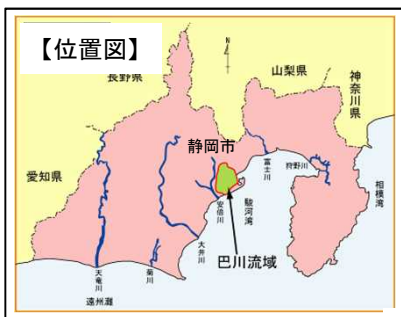 【位置図】
長野県
N
山梨県
神奈川県
静岡市
愛知県
富士川
狩野川
安倍川
駿河湾
相模湾
大井川
巴川流域
天竜川
菊川
遠州灘